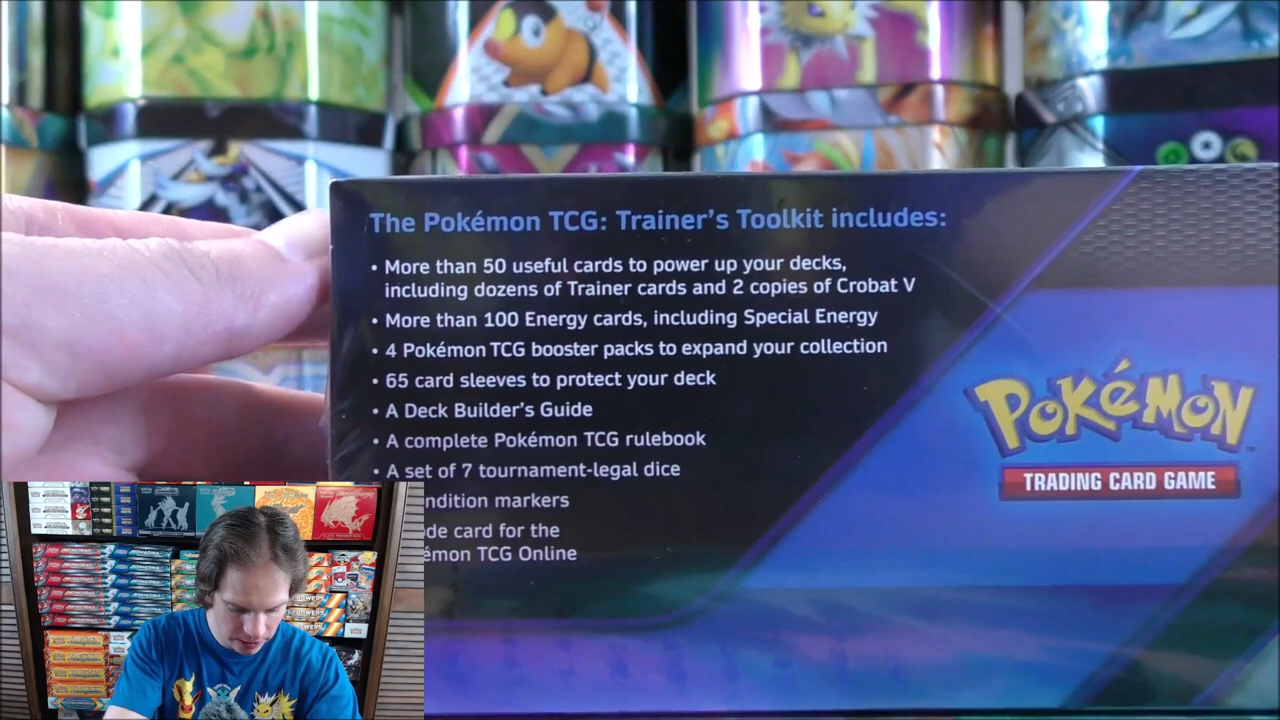 The Pokémon TCG: Trainer's Toolkit includes:
• More than 50 useful cards to power up your decks,
including dozens of Trainer cards and 2 copies of Crobat V
• More than 100 Energy cards, including Special Energy
• 4 Pokémon TCG booster packs to expand your collection
• 65 card sleeves to protect your deck
• A Deck Builder's Guide
• A complete Pokémon TCG rulebook
• A set of 7 tournament-legal dice
ndition markers
ode card for the
émon TCG Online
POKéMON
TRADING CARD GAME